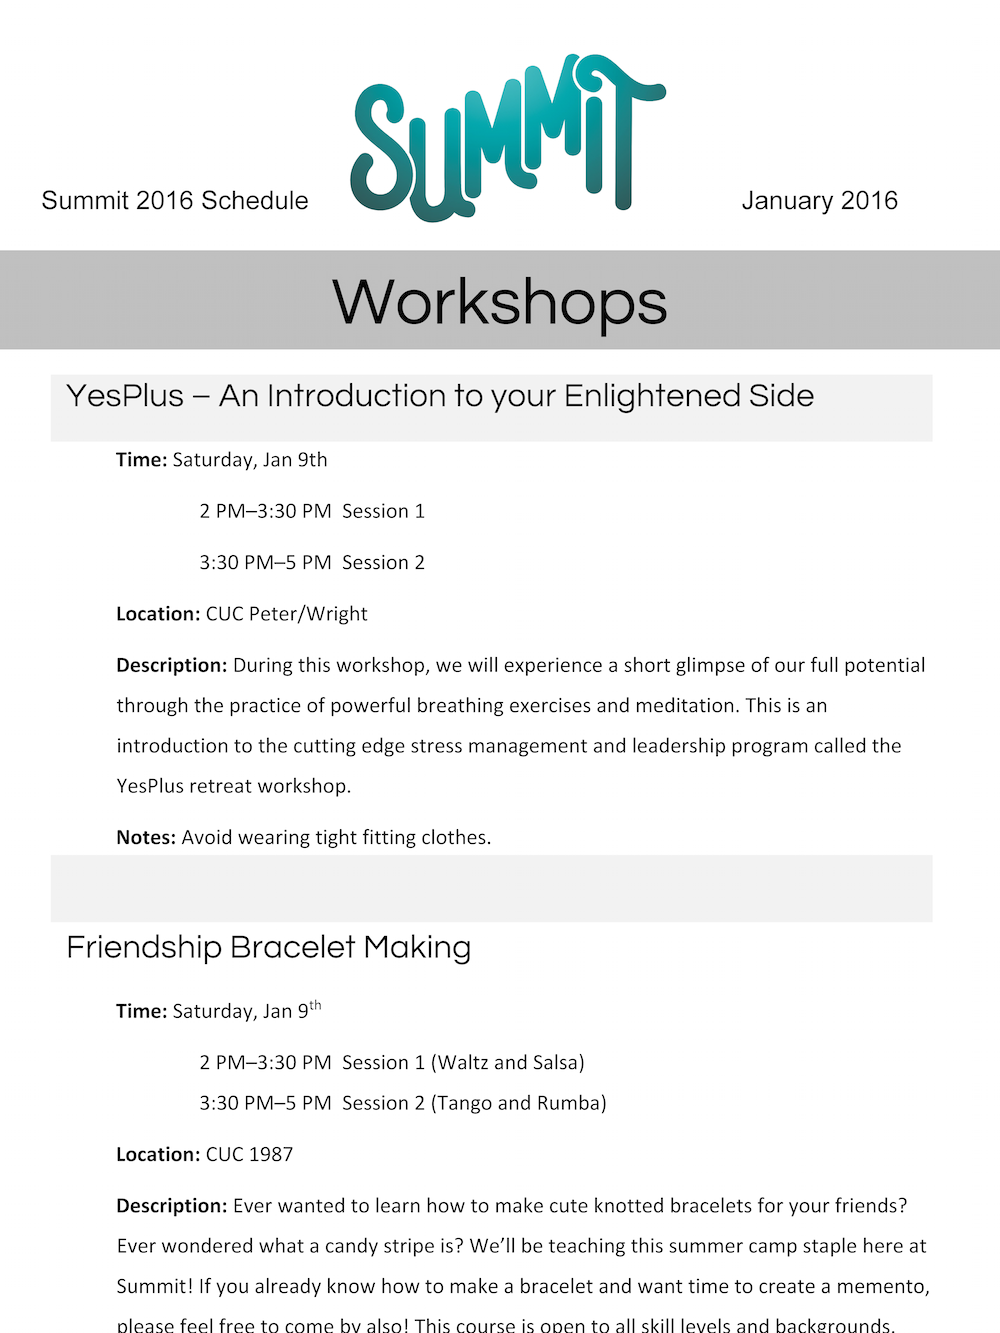 SUMMiT
Summit 2016 Schedule
January 2016
Workshops
YesPlus – An Introduction to your Enlightened Side
Time: Saturday, Jan 9th
2 PM–3:30 PM  Session 1
3:30 PM–5 PM  Session 2
Location: CUC Peter/Wright
Description: During this workshop, we will experience a short glimpse of our full potential
through the practice of powerful breathing exercises and meditation. This is an
introduction to the cutting edge stress management and leadership program called the
YesPlus retreat workshop.
Notes: Avoid wearing tight fitting clothes.
Friendship Bracelet Making
Time: Saturday, Jan 9th
2 PM–3:30 PM  Session 1 (Waltz and Salsa)
3:30 PM–5 PM  Session 2 (Tango and Rumba)
Location: CUC 1987
Description: Ever wanted to learn how to make cute knotted bracelets for your friends?
Ever wondered what a candy stripe is? We’ll be teaching this summer camp staple here at
Summit! If you already know how to make a bracelet and want time to create a memento,
please feel free to come by also! This course is open to all skill levels and backgrounds.